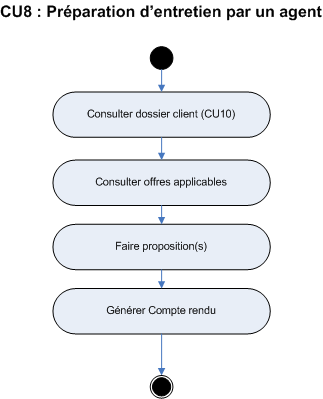 CU8 : Préparation d’entretien par un agent
Consulter dossier client (CU10)
Consulter offres applicables
Faire proposition(s)
Générer Compte rendu